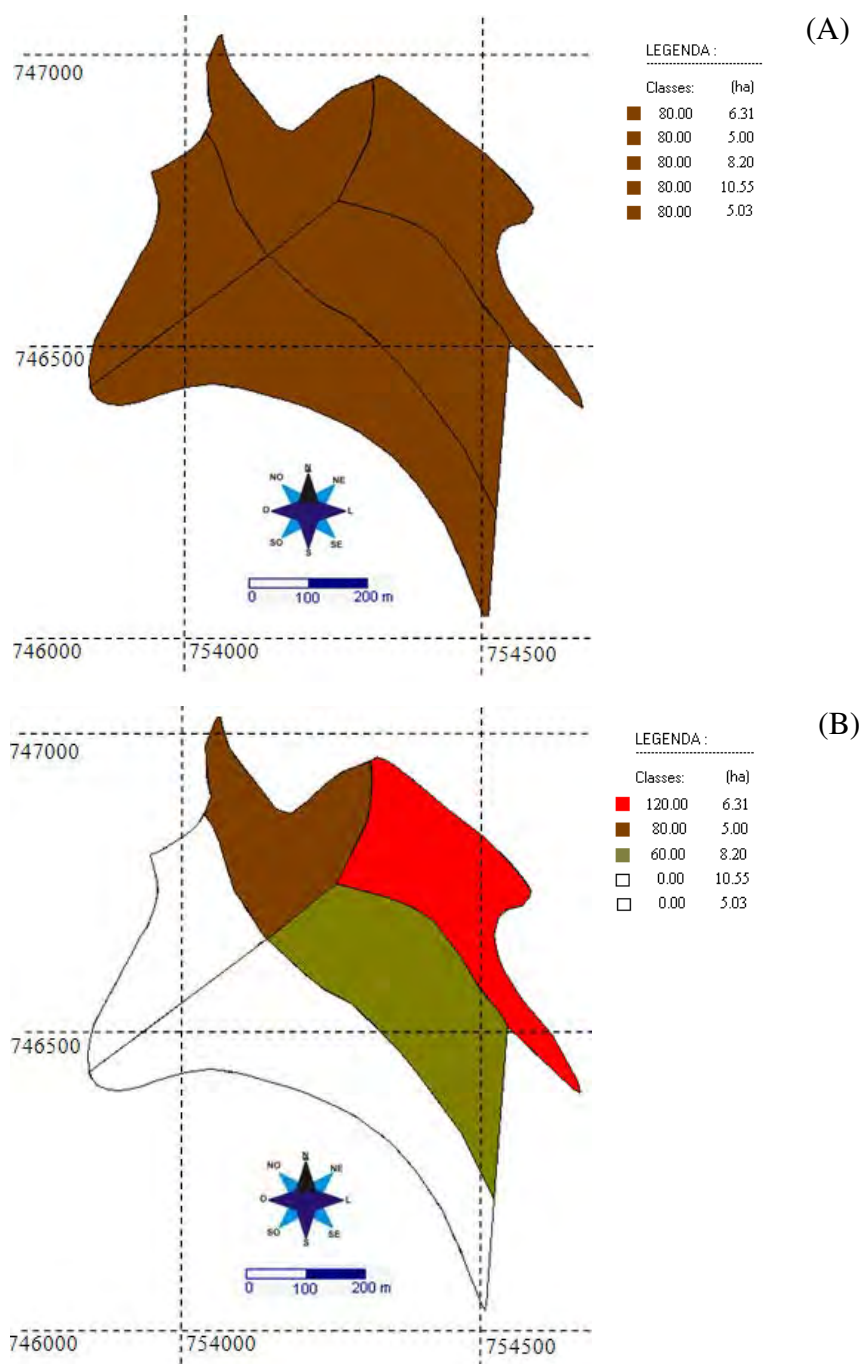 (A)
LEGENDA :
Classes: (ha)
80.00 6.31
80.00 5.00
80.00 8.20
80.00 10.55
80.00 5.03
747000
746500
N
NO NE
O L
SO SE
S
0 100 200 m
746000 754000 754500
(B)
LEGENDA :
Classes: (ha)
120.00 6.31
80.00 5.00
60.00 8.20
0.00 10.55
0.00 5.03
747000
746500
N
NO NE
O L
SO SE
S
0 100 200 m
746000 754000 754500